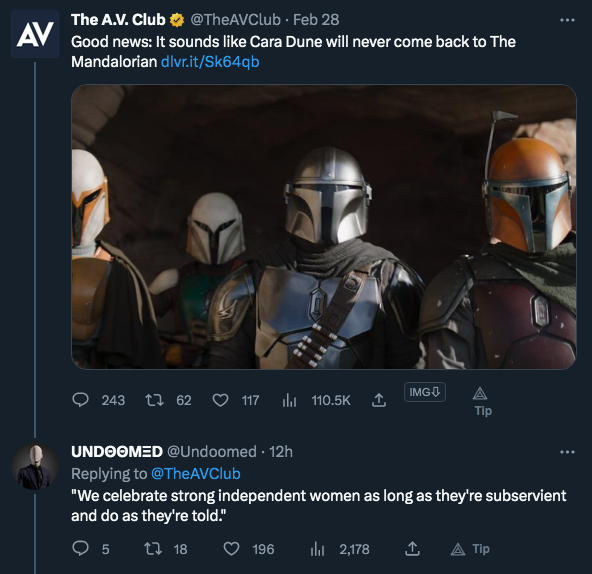 AV
The A.V. Club @TheAVClub · Feb 28
Good news: It sounds like Cara Dune will never come back to The
Mandalorian dlvr.it/Sk64qb
243 62 117 110.5K IMG⇩ Tip
UNDꙨꙨMΞD @Undoomed · 12h
Replying to @TheAVClub
"We celebrate strong independent women as long as they're subservient
and do as they're told."
5 18 196 2,178 Tip